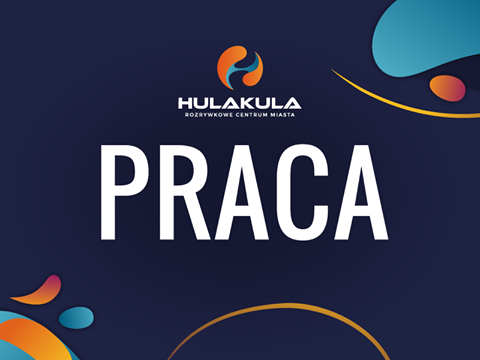 HULAKULA
ROZRYWKOWE CENTRUM MIASTA
PRACA